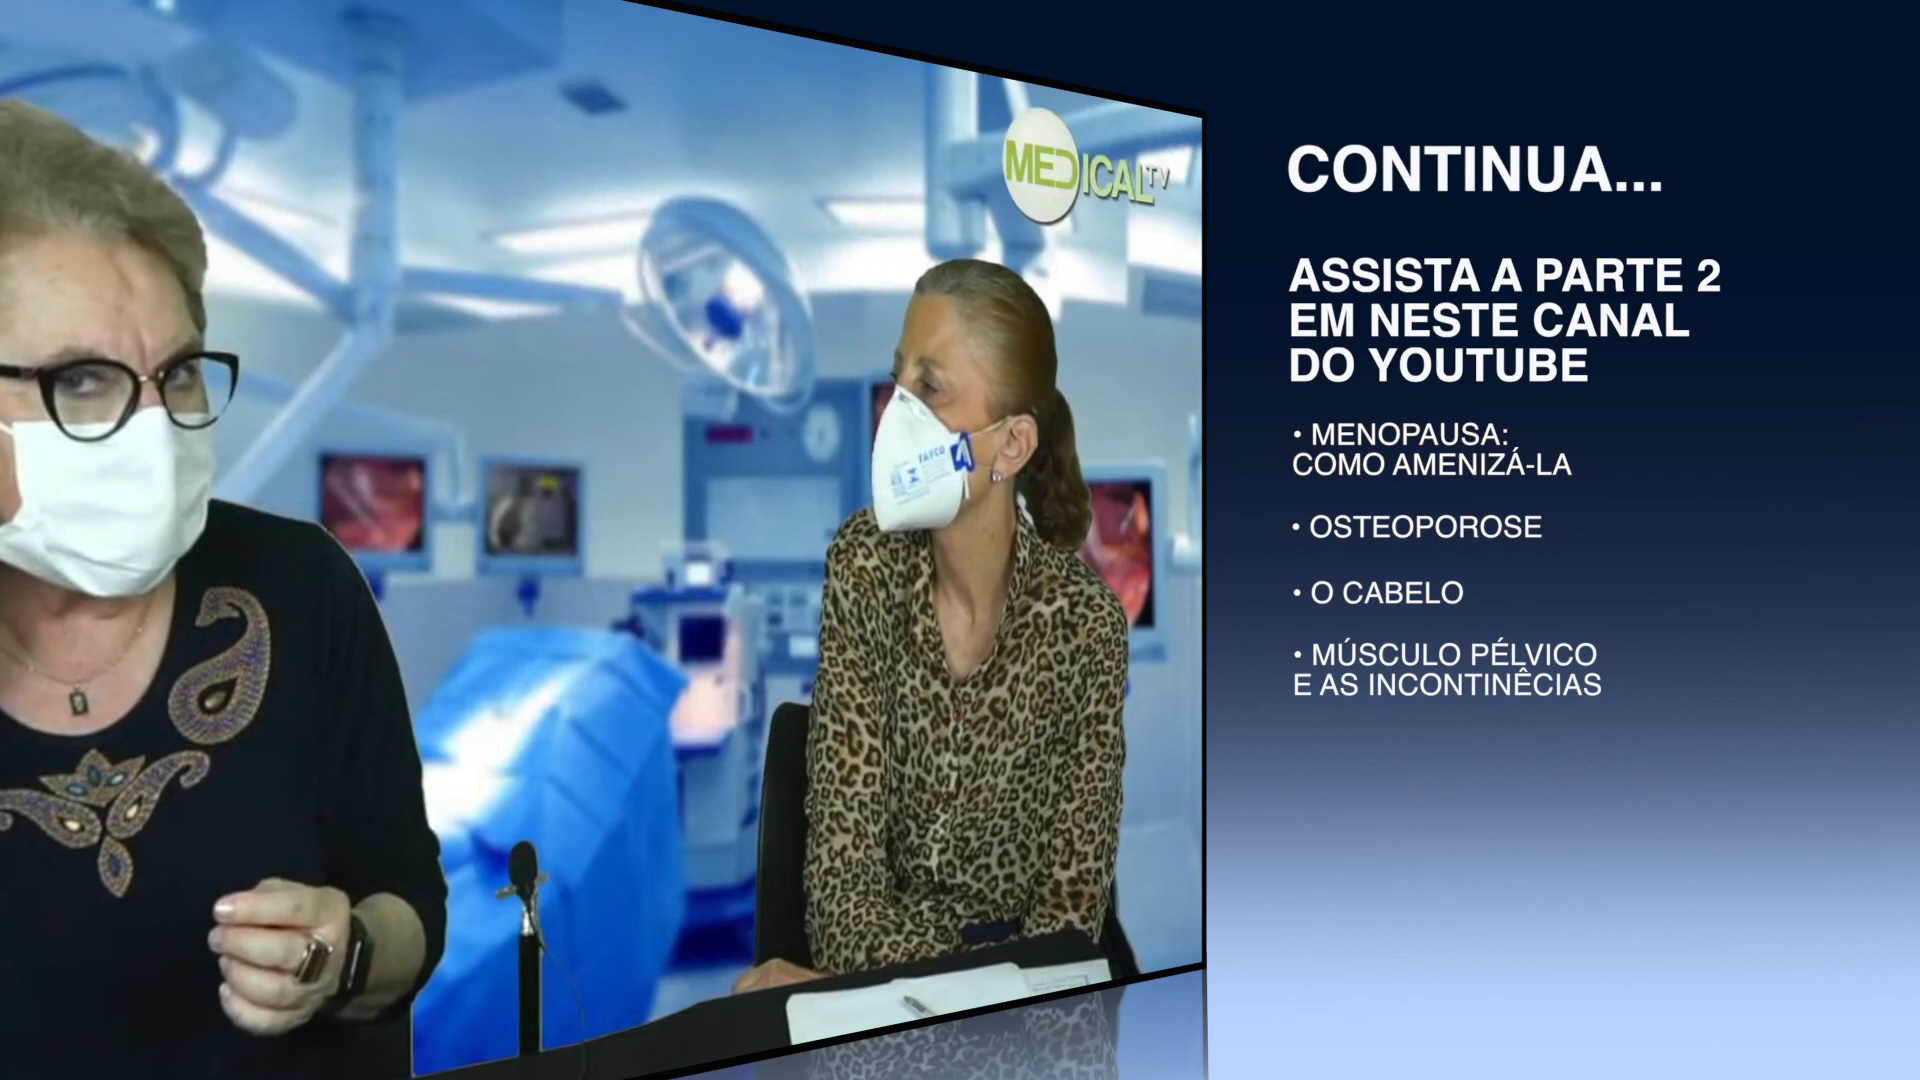 MEDICAL TV
CONTINUA...
ASSISTA A PARTE 2
EM NESTE CANAL
DO YOUTUBE
• MENOPAUSA:
COMO AMENIZÁ-LA
• OSTEOPOROSE
• O CABELO
• MÚSCULO PÉLVICO
E AS INCONTINÊCIAS